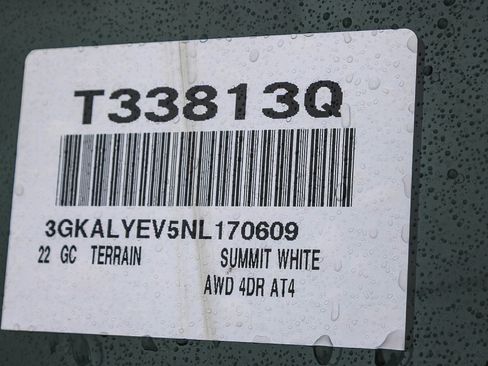 T33813Q
3GKALYEV5NL170609
22 GC TERRAIN SUMMIT WHITE
AWD 4DR AT4